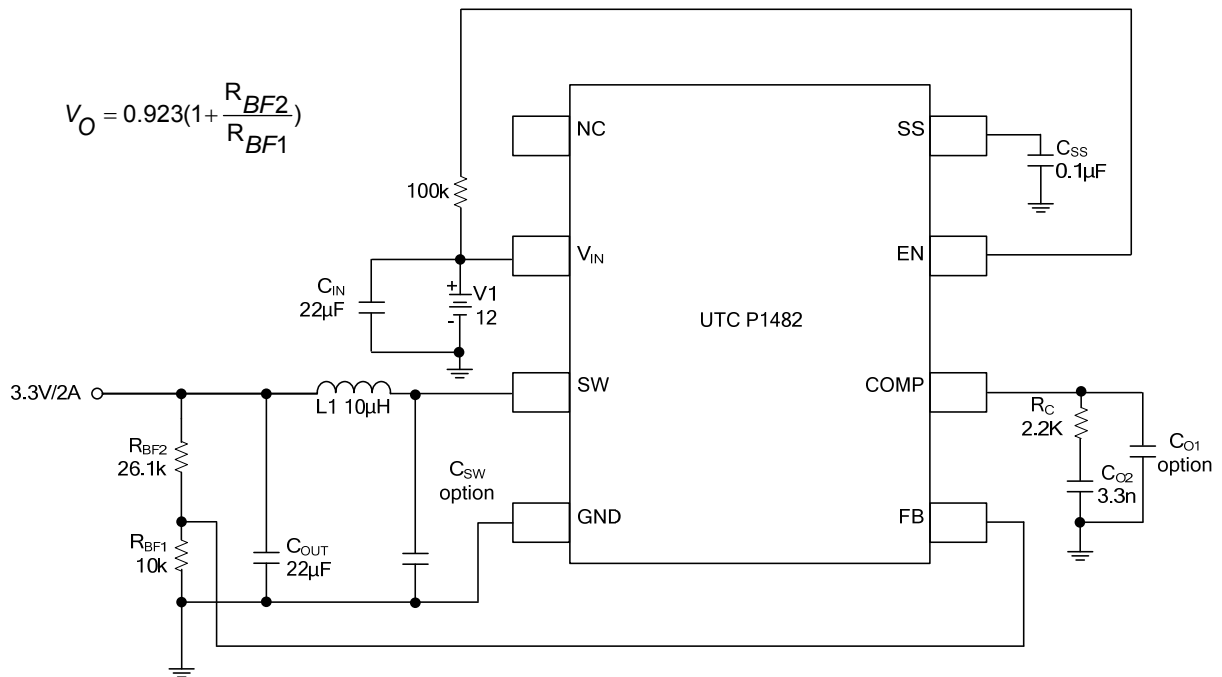 V_O = 0.923(1+ R_BF2 / R_BF1)
NC
SS
C_SS
0.1µF
100k
V_IN
EN
C_IN
22µF
+
V1
12
-
UTC P1482
3.3V/2A
SW
L1 10µH
COMP
R_C
2.2K
C_O1
option
C_O2
3.3n
R_BF2
26.1k
C_SW
option
GND
FB
R_BF1
10k
C_OUT
22µF